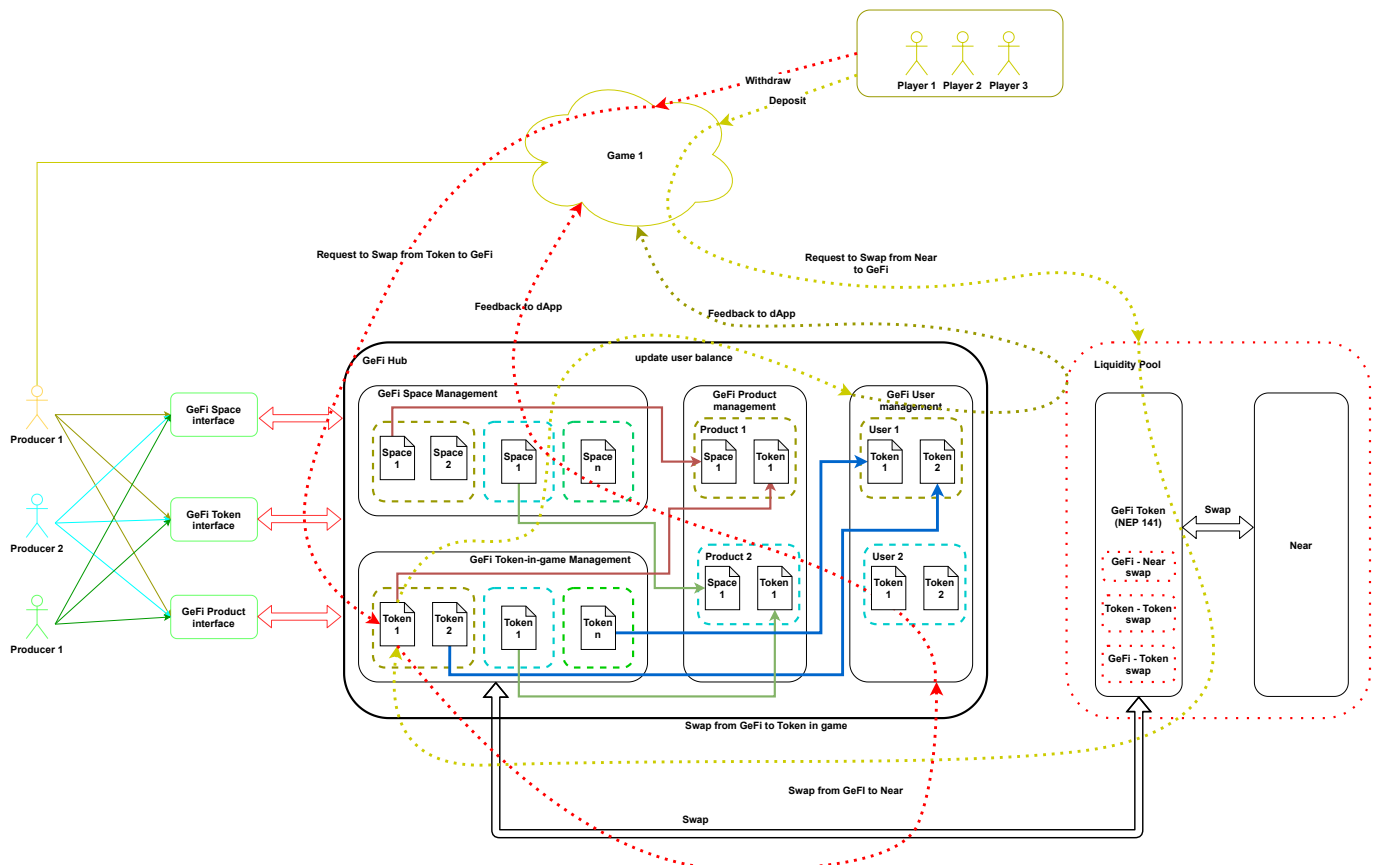 Player 1
Player 2
Player 3
Withdraw
Deposit
Game 1
Request to Swap from Token to GeFi
Request to Swap from Near
to GeFi
Feedback to dApp
Feedback to dApp
GeFi Hub
update user balance
Liquidity Pool
Producer 1
Producer 2
Producer 1
GeFi Space
interface
GeFi Token
interface
GeFi Product
interface
GeFi Space Management
Space
1
Space
2
Space
1
Space
n
GeFi Token-in-game Management
Token
1
Token
2
Token
1
Token
n
GeFi Product
management
Product 1
Space
1
Token
1
Product 2
Space
1
Token
1
GeFi User
management
User 1
Token
1
Token
2
User 2
Token
1
Token
2
GeFi Token
(NEP 141)
GeFi - Near
swap
Token - Token
swap
GeFi - Token
swap
Swap
Near
Swap from GeFi to Token in game
Swap from GeFI to Near
Swap